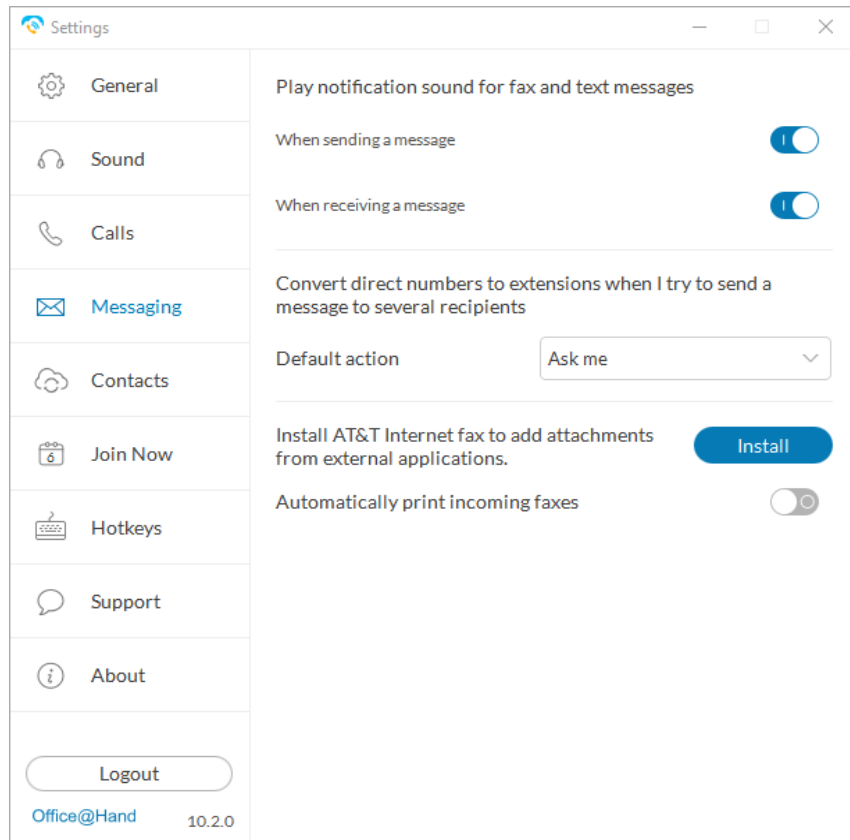 Settings
General
Sound
Calls
Messaging
Contacts
6
Join Now
Hotkeys
Support
i
About
Logout
Office@Hand
10.2.0
Play notification sound for fax and text messages
When sending a message
When receiving a message
Convert direct numbers to extensions when I try to send a
message to several recipients
Default action
Ask me
Install AT&T Internet fax to add attachments
from external applications.
Install
Automatically print incoming faxes